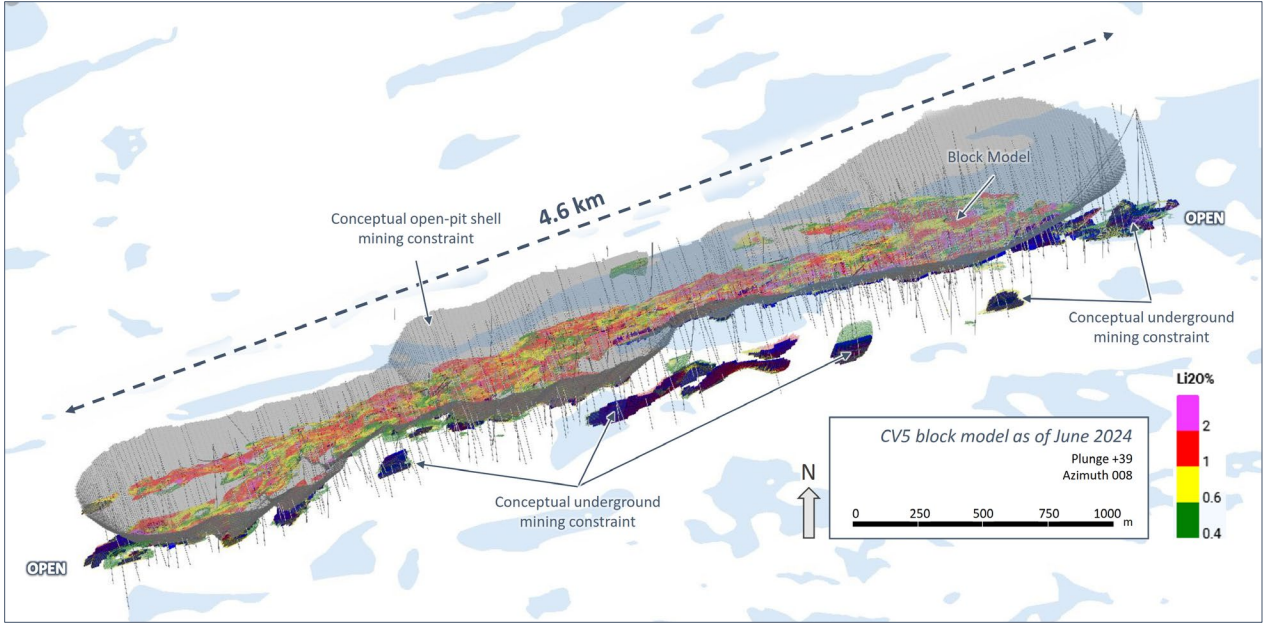 4.6 km
Block Model
Conceptual open-pit shell
mining constraint
OPEN
Conceptual underground
mining constraint
Li20%
2
1
0.6
0.4
CV5 block model as of June 2024
Plunge +39
Azimuth 008
0 250 500 750 1000 m
N
Conceptual underground
mining constraint
OPEN